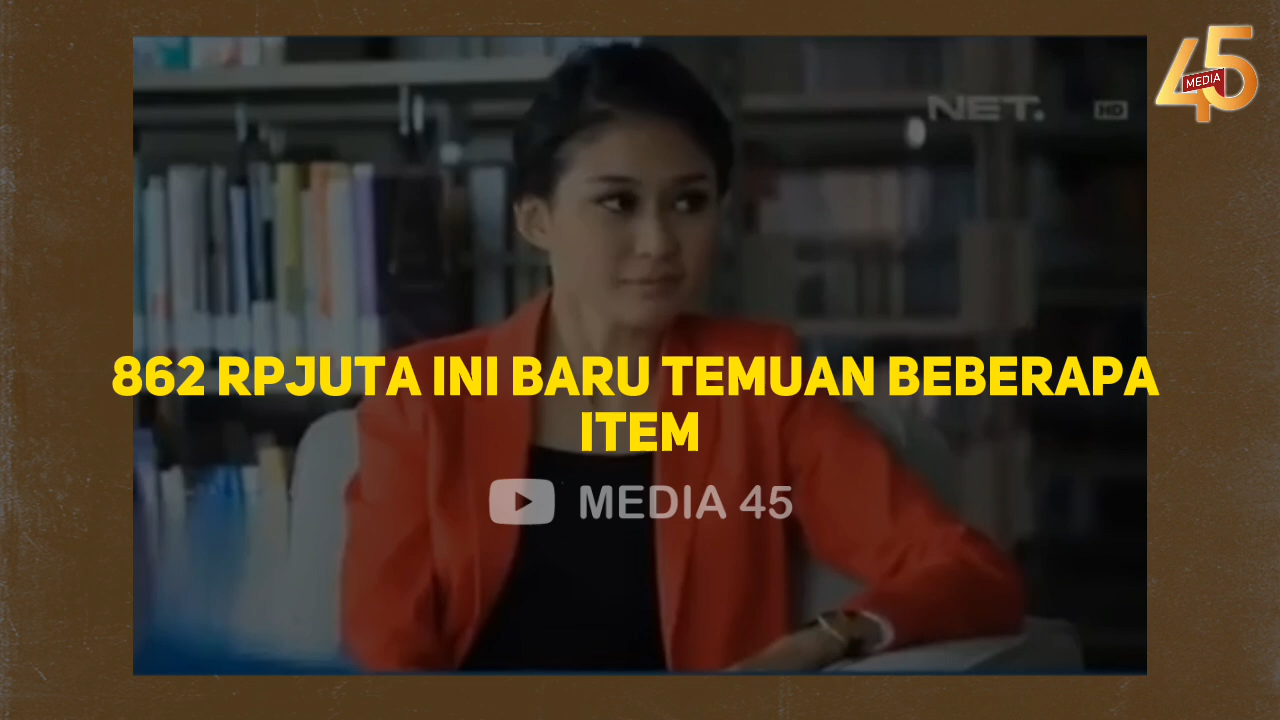 45
MEDIA
NET.
HD
862 RPJUTA INI BARU TEMUAN BEBERAPA
ITEM
MEDIA 45